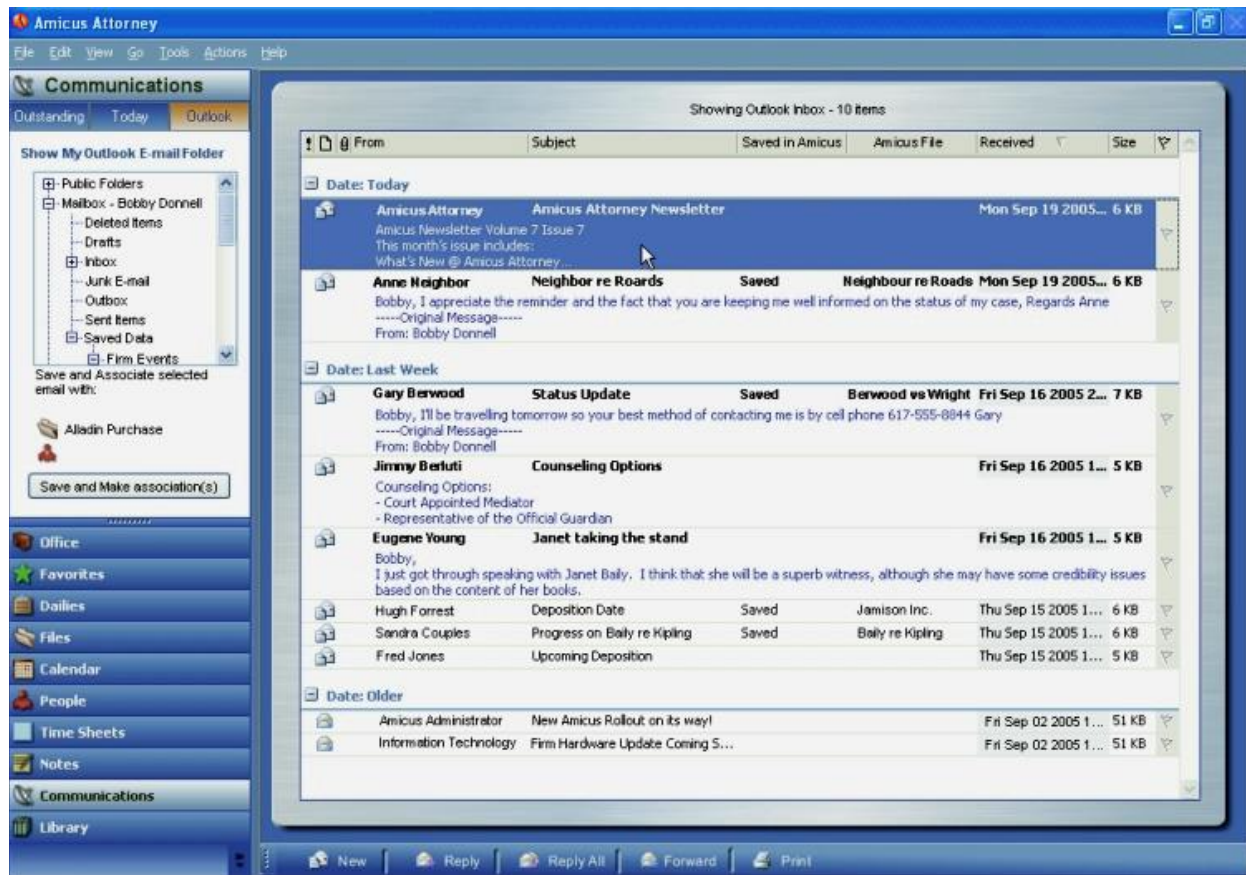 Amicus Attorney
File Edit View Go Tools Actions Help
Communications
Outstanding Today Outlook
Show My Outlook E-mail Folder
Public Folders
Mailbox - Bobby Donnell
Deleted Items
Drafts
Inbox
Junk E-mail
Outbox
Sent Items
Saved Data
Firm Events
Save and Associate selected
email with:
Alladin Purchase
Save and Make association(s)
Office
Favorites
Dailies
Files
Calendar
People
Time Sheets
Notes
Communications
Library
Showing Outlook Inbox - 10 items
! From Subject Saved in Amicus Amicus File Received Size
Date: Today
Amicus Attorney Amicus Attorney Newsletter Mon Sep 19 2005... 6 KB
Amicus Newsletter Volume 7 Issue 7
This month's issue includes:
What's New @ Amicus Attorney...
Anne Neighbor Neighbor re Roards Saved Neighbour re Roads Mon Sep 19 2005... 6 KB
Bobby, I appreciate the reminder and the fact that you are keeping me well informed on the status of my case, Regards Anne
-----Original Message-----
From: Bobby Donnell
Date: Last Week
Gary Berwood Status Update Saved Berwood vs Wright Fri Sep 16 2005 2... 7 KB
Bobby, I'll be travelling tomorrow so your best method of contacting me is by cell phone 617-555-8844 Gary
-----Original Message-----
From: Bobby Donnell
Jimmy Berluti Counseling Options Fri Sep 16 2005 1... 5 KB
Counseling Options:
- Court Appointed Mediator
- Representative of the Official Guardian
Eugene Young Janet taking the stand Fri Sep 16 2005 1... 5 KB
Bobby,
I just got through speaking with Janet Baily. I think that she will be a superb witness, although she may have some credibility issues
based on the content of her books.
Hugh Forrest Deposition Date Saved Jamison Inc. Thu Sep 15 2005 1... 6 KB
Sandra Couples Progress on Baily re Kipling Saved Baily re Kipling Thu Sep 15 2005 1... 6 KB
Fred Jones Upcoming Deposition Thu Sep 15 2005 1... 5 KB
Date: Older
Amicus Administrator New Amicus Rollout on its way! Fri Sep 02 2005 1... 51 KB
Information Technology Firm Hardware Update Coming S... Fri Sep 02 2005 1... 51 KB
New Reply Reply All Forward Print